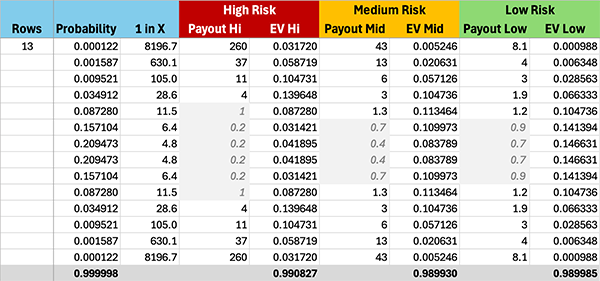 High Risk Medium Risk Low Risk
Rows Probability 1 in X Payout Hi EV Hi Payout Mid EV Mid Payout Low EV Low
13 0.000122 8196.7 260 0.031720 43 0.005246 8.1 0.000988
0.001587 630.1 37 0.058719 13 0.020631 4 0.006348
0.009521 105.0 11 0.104731 6 0.057126 3 0.028563
0.034912 28.6 4 0.139648 3 0.104736 1.9 0.066333
0.087280 11.5 1 0.087280 1.3 0.113464 1.2 0.104736
0.157104 6.4 0.2 0.031421 0.7 0.109973 0.9 0.141394
0.209473 4.8 0.2 0.041895 0.4 0.083789 0.7 0.146631
0.209473 4.8 0.2 0.041895 0.4 0.083789 0.7 0.146631
0.157104 6.4 0.2 0.031421 0.7 0.109973 0.9 0.141394
0.087280 11.5 1 0.087280 1.3 0.113464 1.2 0.104736
0.034912 28.6 4 0.139648 3 0.104736 1.9 0.066333
0.009521 105.0 11 0.104731 6 0.057126 3 0.028563
0.001587 630.1 37 0.058719 13 0.020631 4 0.006348
0.000122 8196.7 260 0.031720 43 0.005246 8.1 0.000988
0.999998 0.990827 0.989930 0.989985